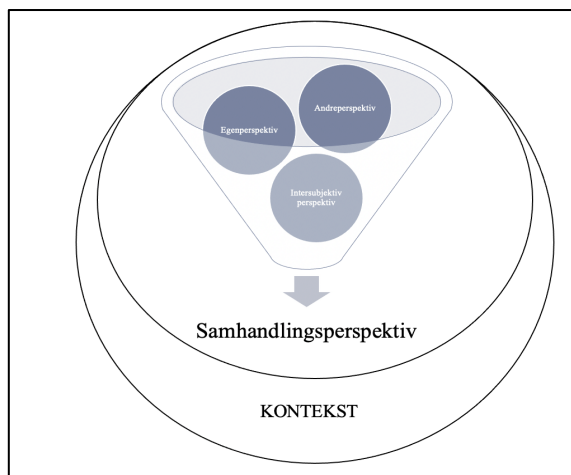 Andreperspektiv
Egenperspektiv
Intersubjektiv
perspektiv
Samhandlingsperspektiv
KONTEKST